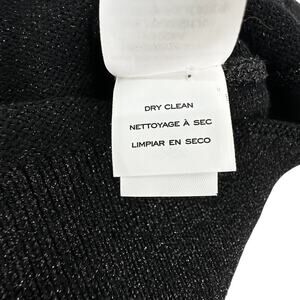 DRY CLEAN
NETTOYAGE À SEC
LIMPIAR EN SECO